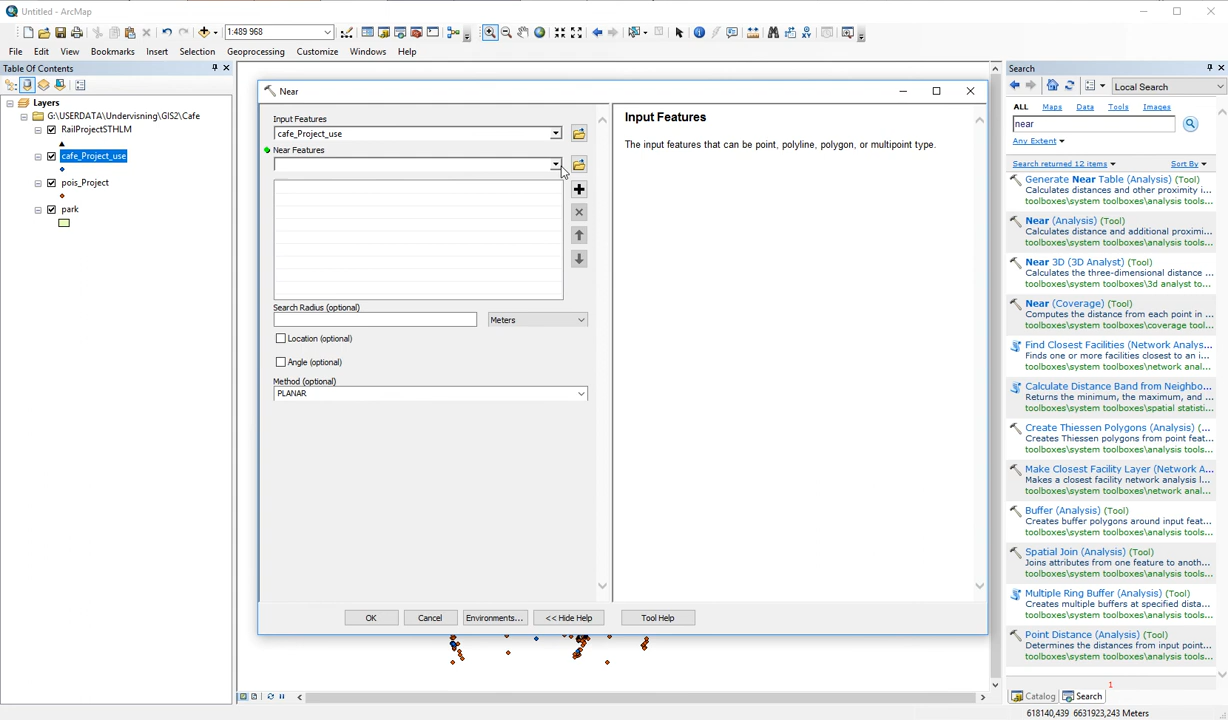 Untitled - ArcMap
1:489 968
File Edit View Bookmarks Insert Selection Geoprocessing Customize Windows Help
Table Of Contents
Layers
G:\USERDATA\Undervisning\GIS2\Cafe
RailProjectSTHLM
cafe_Project_use
pois_Project
park
Near
Input Features
cafe_Project_use
Near Features
Search Radius (optional)
Meters
Location (optional)
Angle (optional)
Method (optional)
PLANAR
OK Cancel Environments... << Hide Help Tool Help
Input Features
The input features that can be point, polyline, polygon, or multipoint type.
Search
Local Search
ALL Maps Data Tools Images
near
Any Extent
Search returned 12 items Sort By
Generate Near Table (Analysis) (Tool)
Calculates distances and other proximity i...
toolboxes\system toolboxes\analysis tools...
Near (Analysis) (Tool)
Calculates distance and additional proximi...
toolboxes\system toolboxes\analysis tools...
Near 3D (3D Analyst) (Tool)
Calculates the three-dimensional distance ...
toolboxes\system toolboxes\3d analyst to...
Near (Coverage) (Tool)
Computes the distance from each point in ...
toolboxes\system toolboxes\coverage tool...
Find Closest Facilities (Network Analys...
Finds one or more facilities closest to an i...
toolboxes\system toolboxes\network anal...
Calculate Distance Band from Neighbo...
Returns the minimum, the maximum, and ...
toolboxes\system toolboxes\spatial statisti...
Create Thiessen Polygons (Analysis) (...
Creates Thiessen polygons from point feat...
toolboxes\system toolboxes\analysis tools...
Make Closest Facility Layer (Network A...
Makes a closest facility network analysis l...
toolboxes\system toolboxes\network anal...
Buffer (Analysis) (Tool)
Creates buffer polygons around input feat...
toolboxes\system toolboxes\analysis tools...
Spatial Join (Analysis) (Tool)
Joins attributes from one feature to anoth...
toolboxes\system toolboxes\analysis tools...
Multiple Ring Buffer (Analysis) (Tool)
Creates multiple buffers at specified dista...
toolboxes\system toolboxes\analysis tools...
Point Distance (Analysis) (Tool)
Determines the distances from input point...
toolboxes\system toolboxes\analysis tools...
1
Catalog Search
618140,439 6631923,243 Meters